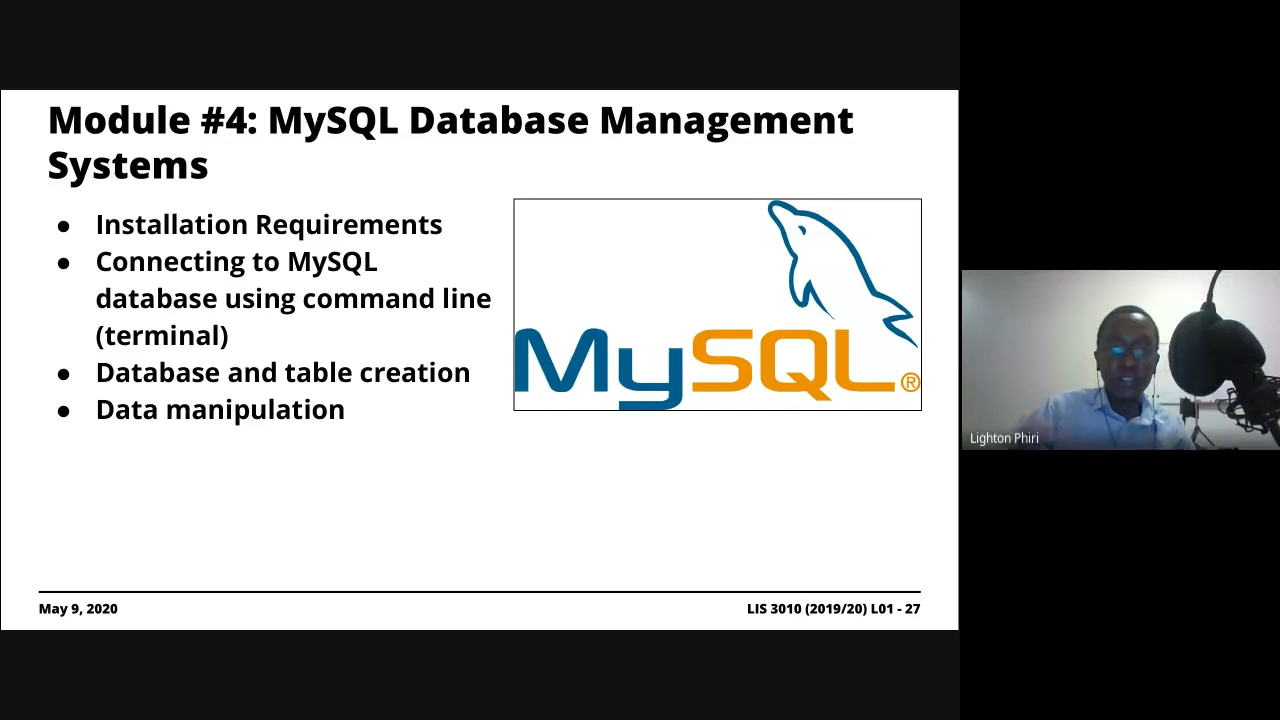 Module #4: MySQL Database Management
Systems
● Installation Requirements
● Connecting to MySQL
database using command line
(terminal)
● Database and table creation
● Data manipulation
MySQL®
Lighton Phiri
May 9, 2020
LIS 3010 (2019/20) L01 - 27